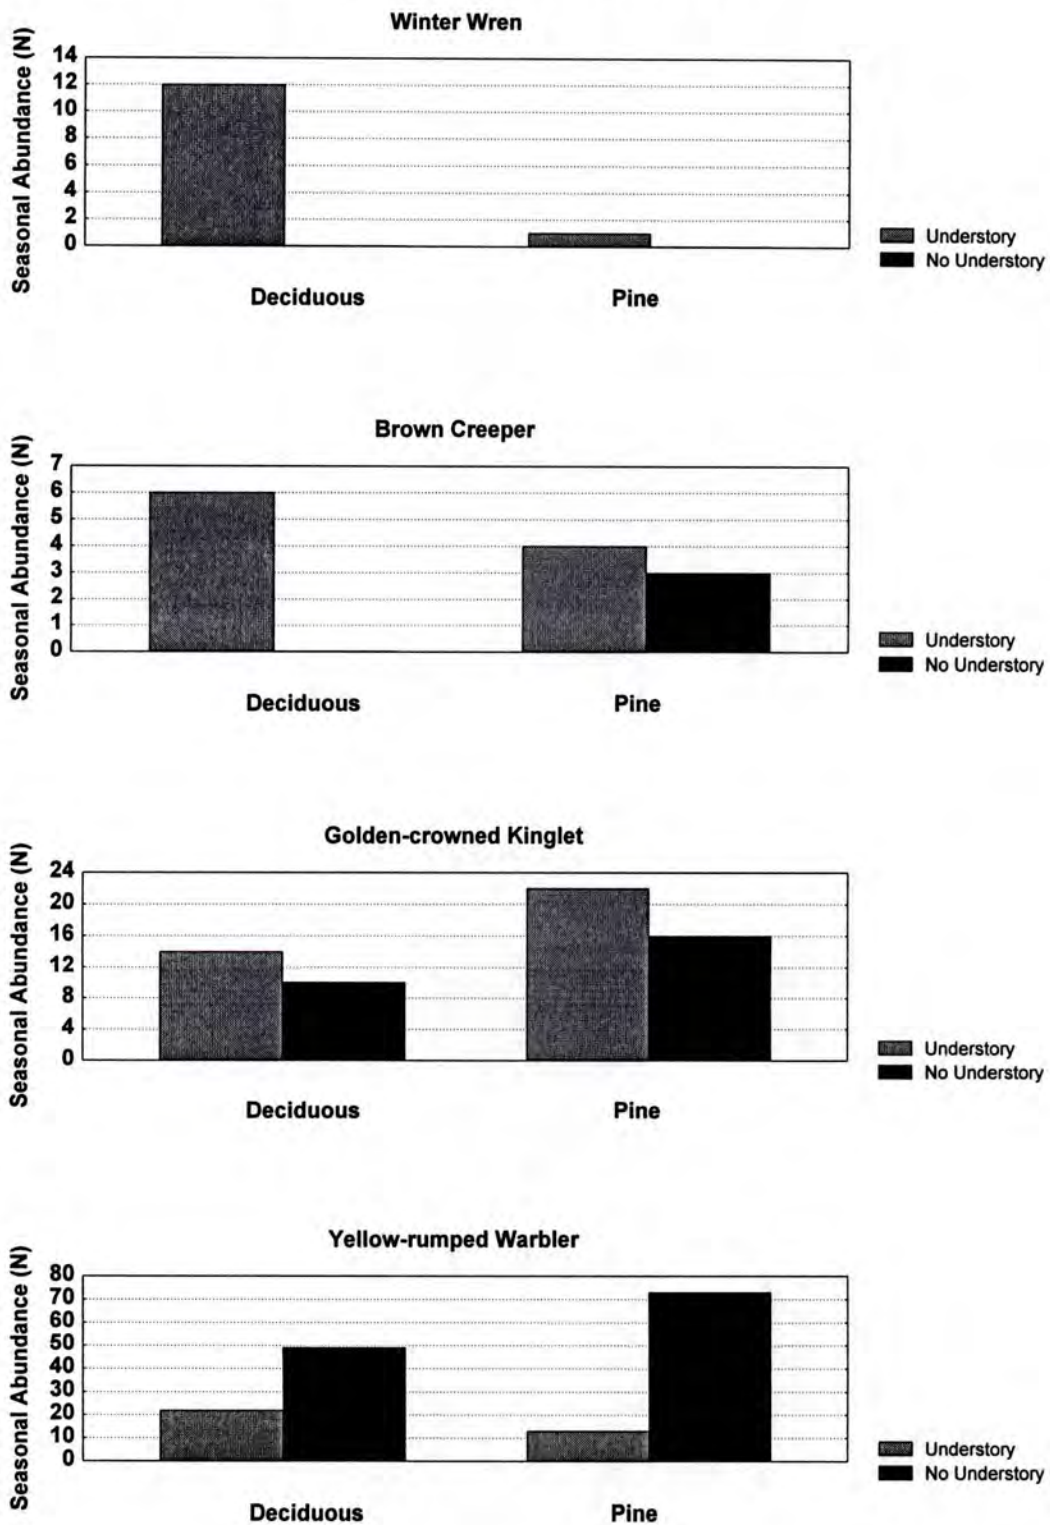 Winter Wren
Seasonal Abundance (N)
14
12
10
8
6
4
2
0
Deciduous Pine
Understory
No Understory
Brown Creeper
Seasonal Abundance (N)
7
6
5
4
3
2
1
0
Deciduous Pine
Understory
No Understory
Golden-crowned Kinglet
Seasonal Abundance (N)
24
20
16
12
8
4
0
Deciduous Pine
Understory
No Understory
Yellow-rumped Warbler
Seasonal Abundance (N)
80
70
60
50
40
30
20
10
0
Deciduous Pine
Understory
No Understory